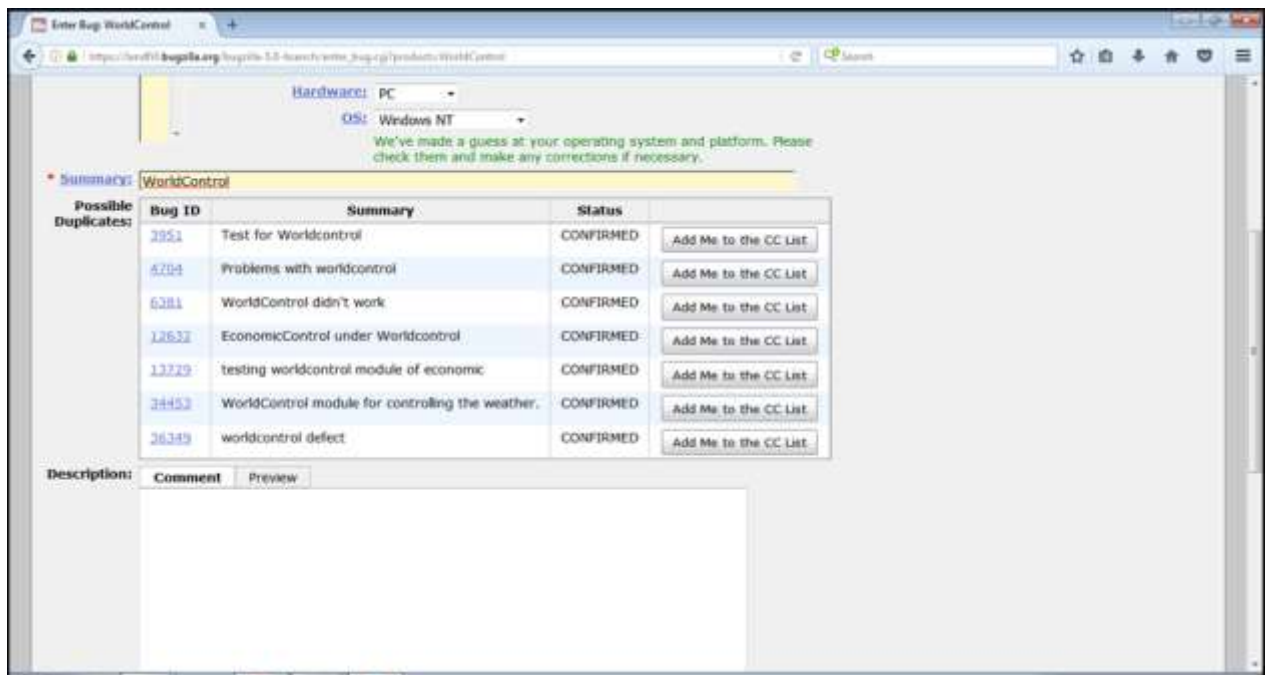 Enter Bug: WorldControl
Search
Hardware: PC
OS: Windows NT
We've made a guess at your operating system and platform. Please
check them and make any corrections if necessary.
* Summary: WorldControl
Possible Duplicates: Bug ID Summary Status
3951 Test for Worldcontrol CONFIRMED Add Me to the CC List
4704 Problems with worldcontrol CONFIRMED Add Me to the CC List
6381 WorldControl didn't work CONFIRMED Add Me to the CC List
12632 EconomicControl under Worldcontrol CONFIRMED Add Me to the CC List
13729 testing worldcontrol module of economic CONFIRMED Add Me to the CC List
34453 WorldControl module for controlling the weather. CONFIRMED Add Me to the CC List
36349 worldcontrol defect CONFIRMED Add Me to the CC List
Description: Comment Preview